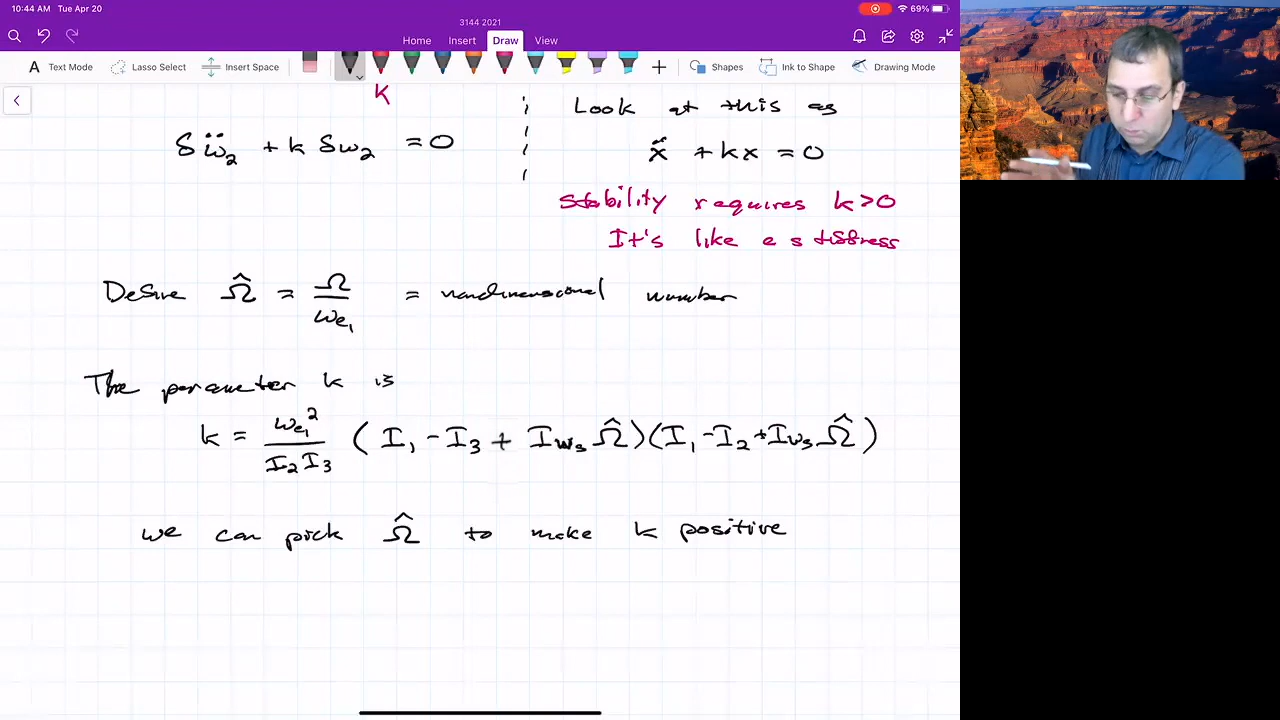 10:44 AM Tue Apr 20
69%
3144 2021
Home Insert Draw View
Text Mode Lasso Select Insert Space Shapes Ink to Shape Drawing Mode
K
δω̈₂ + k δω₂ = 0
Look at this as
ẍ + kx = 0
stability requires k>0
It's like a stiffness
Define Ω̂ = Ω/ωe₁ = nondimensional number
The parameter k is
k = ωe₁²/I₂I₃ (I₁ - I₃ + Iws Ω̂)(I₁ - I₂ + Iws Ω̂)
we can pick Ω̂ to make k positive